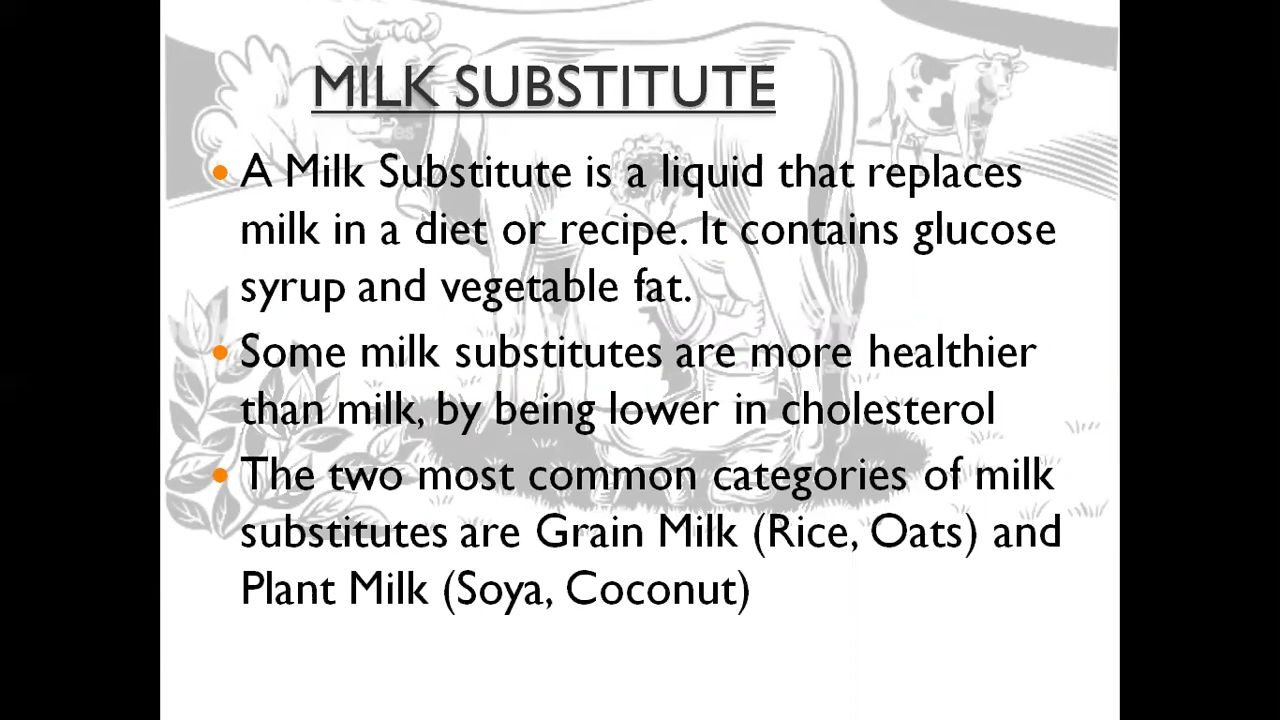 MILK SUBSTITUTE
• A Milk Substitute is a liquid that replaces
milk in a diet or recipe. It contains glucose
syrup and vegetable fat.
• Some milk substitutes are more healthier
than milk, by being lower in cholesterol
• The two most common categories of milk
substitutes are Grain Milk (Rice, Oats) and
Plant Milk (Soya, Coconut)